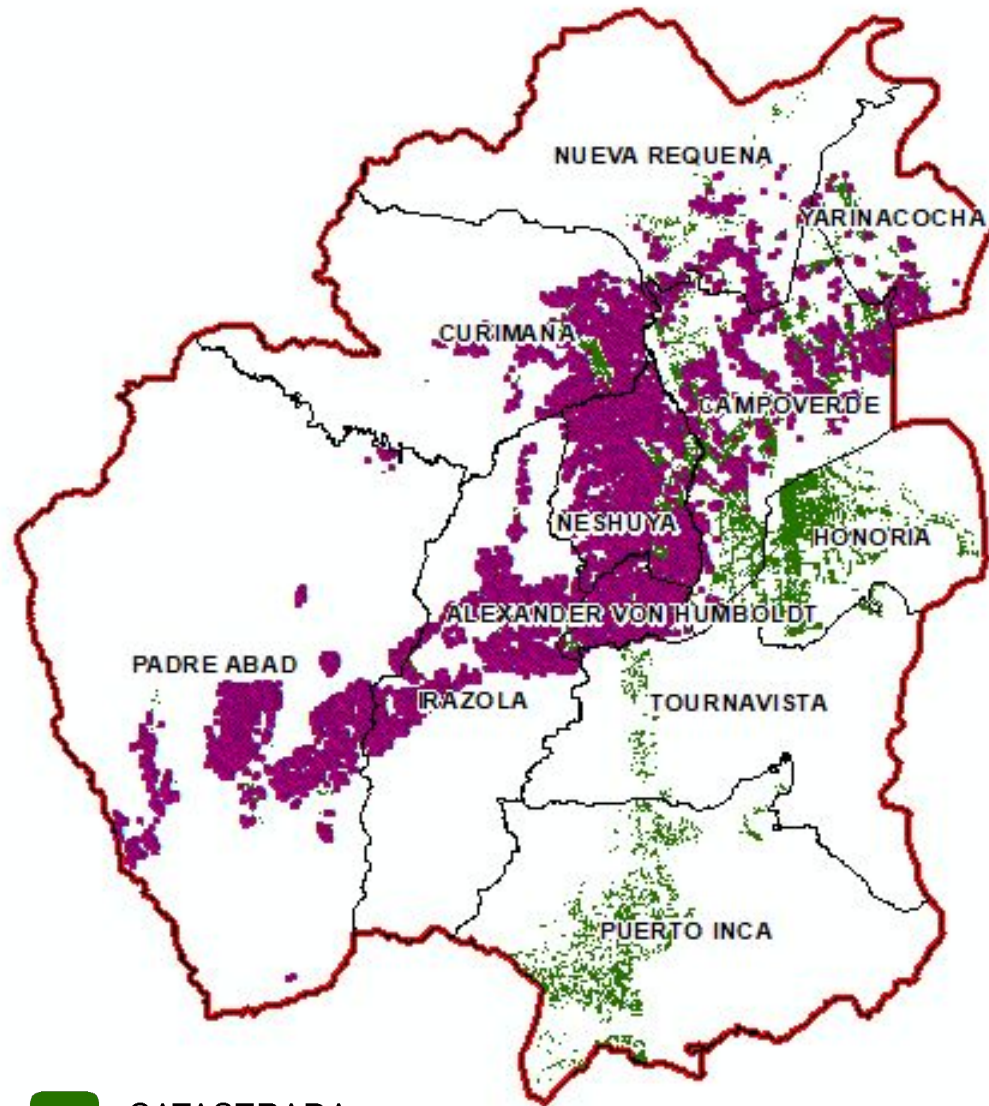 NUEVA REQUENA
YARINACOCHA
CURIMANA
CAMPOVERDE
NESHUYA
HONORIA
ALEXANDER VON HUMBOLDT
PADRE ABAD
IRAZOLA
TOURNAVISTA
PUERTO INCA